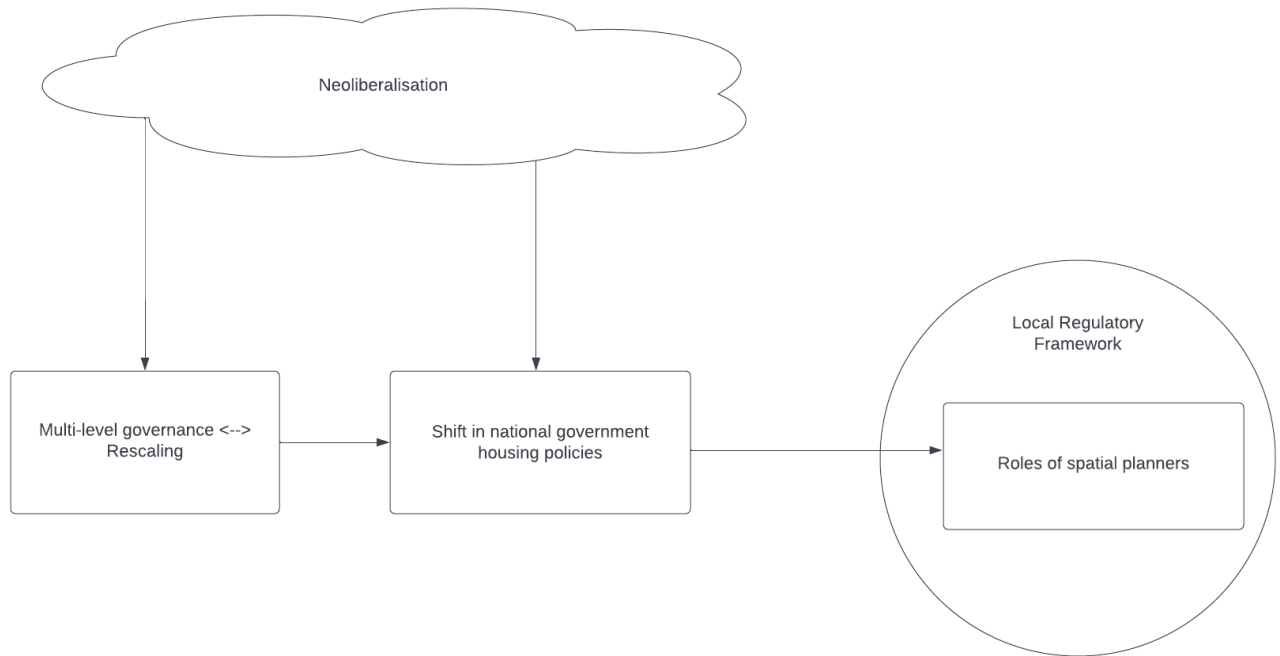 Neoliberalisation
Multi-level governance <-->
Rescaling
Shift in national government
housing policies
Local Regulatory
Framework
Roles of spatial planners